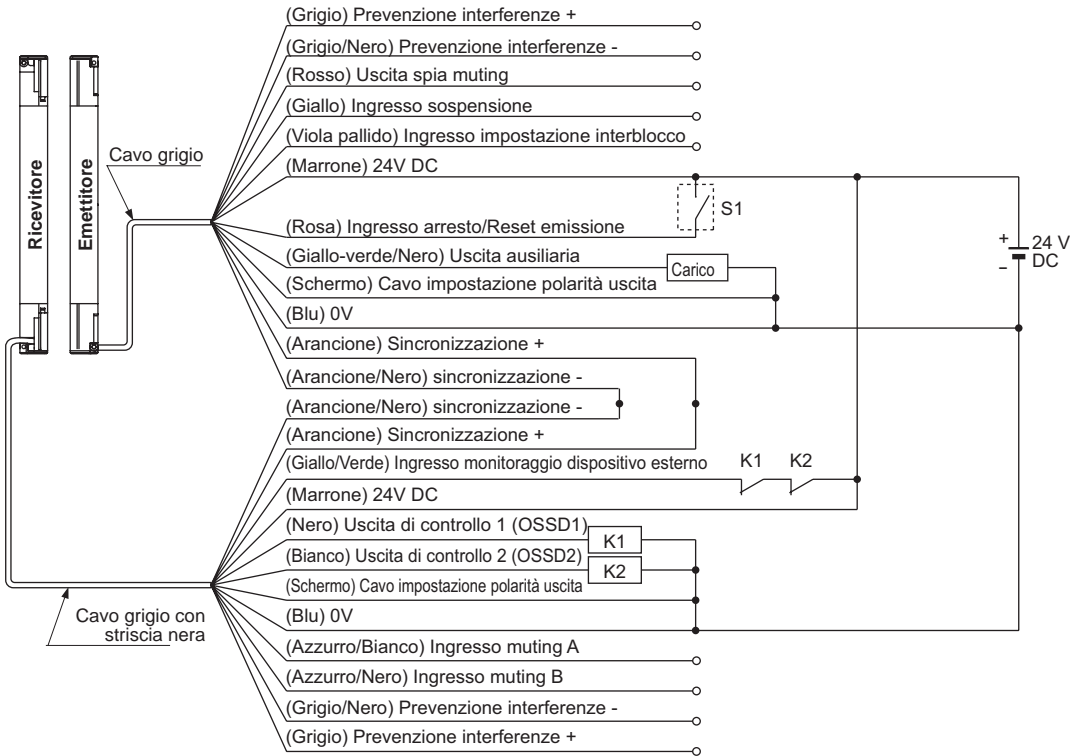 (Grigio) Prevenzione interferenze +
(Grigio/Nero) Prevenzione interferenze -
(Rosso) Uscita spia muting
(Giallo) Ingresso sospensione
(Viola pallido) Ingresso impostazione interblocco
(Marrone) 24V DC
S1
(Rosa) Ingresso arresto/Reset emissione
(Giallo-verde/Nero) Uscita ausiliaria
Carico
(Schermo) Cavo impostazione polarità uscita
(Blu) 0V
+
−
24 V
DC
Ricevitore
Emettitore
Cavo grigio
(Arancione) Sincronizzazione +
(Arancione/Nero) sincronizzazione -
(Arancione/Nero) sincronizzazione -
(Arancione) Sincronizzazione +
(Giallo/Verde) Ingresso monitoraggio dispositivo esterno
K1 K2
(Marrone) 24V DC
(Nero) Uscita di controllo 1 (OSSD1)
K1
(Bianco) Uscita di controllo 2 (OSSD2)
K2
(Schermo) Cavo impostazione polarità uscita
(Blu) 0V
Cavo grigio con
striscia nera
(Azzurro/Bianco) Ingresso muting A
(Azzurro/Nero) Ingresso muting B
(Grigio/Nero) Prevenzione interferenze -
(Grigio) Prevenzione interferenze +